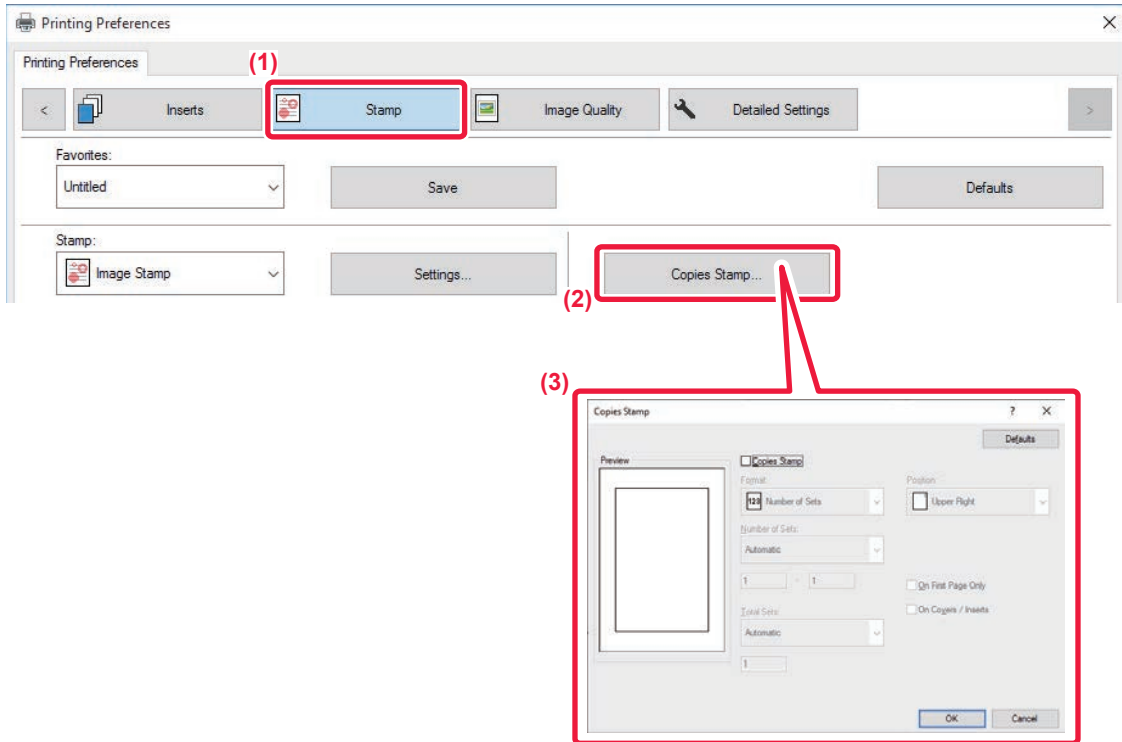 Printing Preferences
Printing Preferences
(1)
< Inserts Stamp Image Quality Detailed Settings >
Favorites:
Untitled Save Defaults
Stamp:
Image Stamp Settings... Copies Stamp...
(2)
(3)
Copies Stamp ?
Defaults
Preview Copies Stamp
Format: Position:
123 Number of Sets Upper Right
Number of Sets:
Automatic
1 - 1 On First Page Only
Total Sets: On Covers / Inserts
Automatic
1
OK Cancel